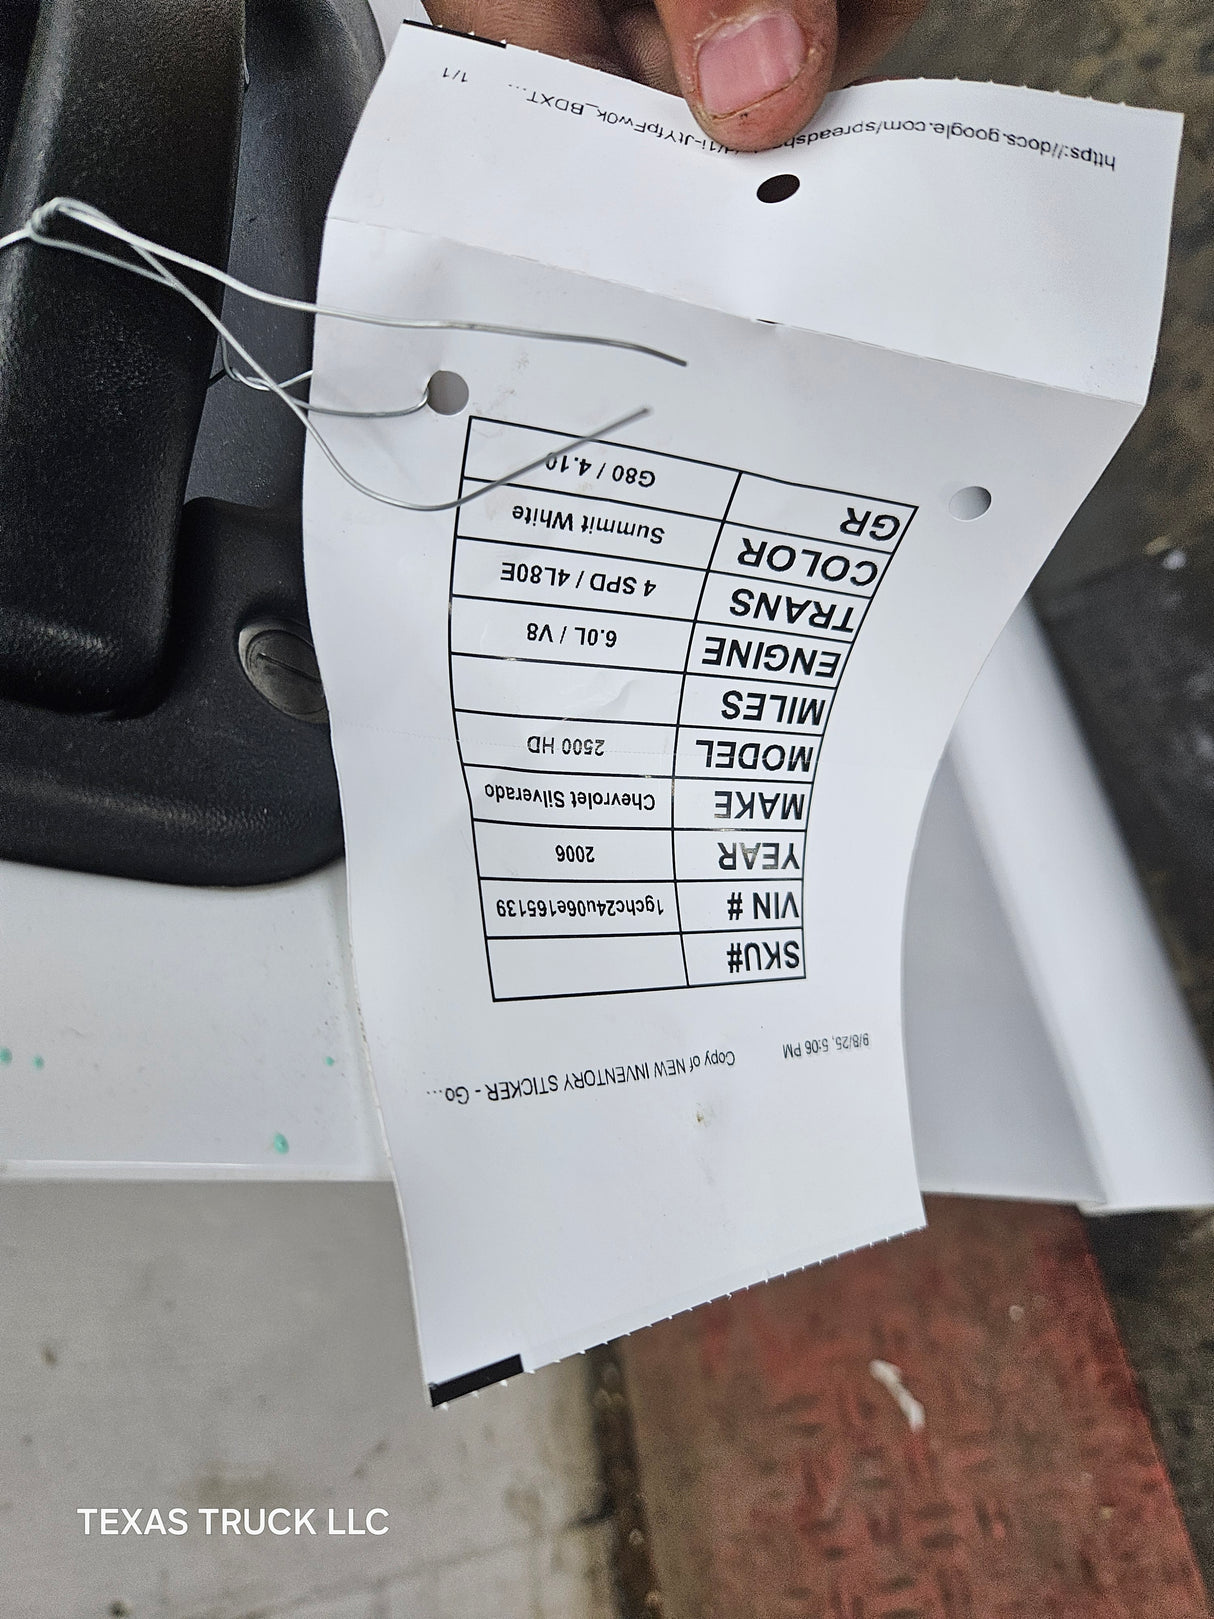 9/8/25, 5:06 PM Copy of NEW INVENTORY STICKER - Go...
SKU#
VIN # 1gchc24u06e165139
YEAR 2006
MAKE Chevrolet Silverado
MODEL 2500 HD
MILES
ENGINE 6.0L / V8
TRANS 4 SPD / 4L80E
COLOR Summit White
GR G80 / 4.10
https://docs.google.com/spreadsh 1/1
TEXAS TRUCK LLC